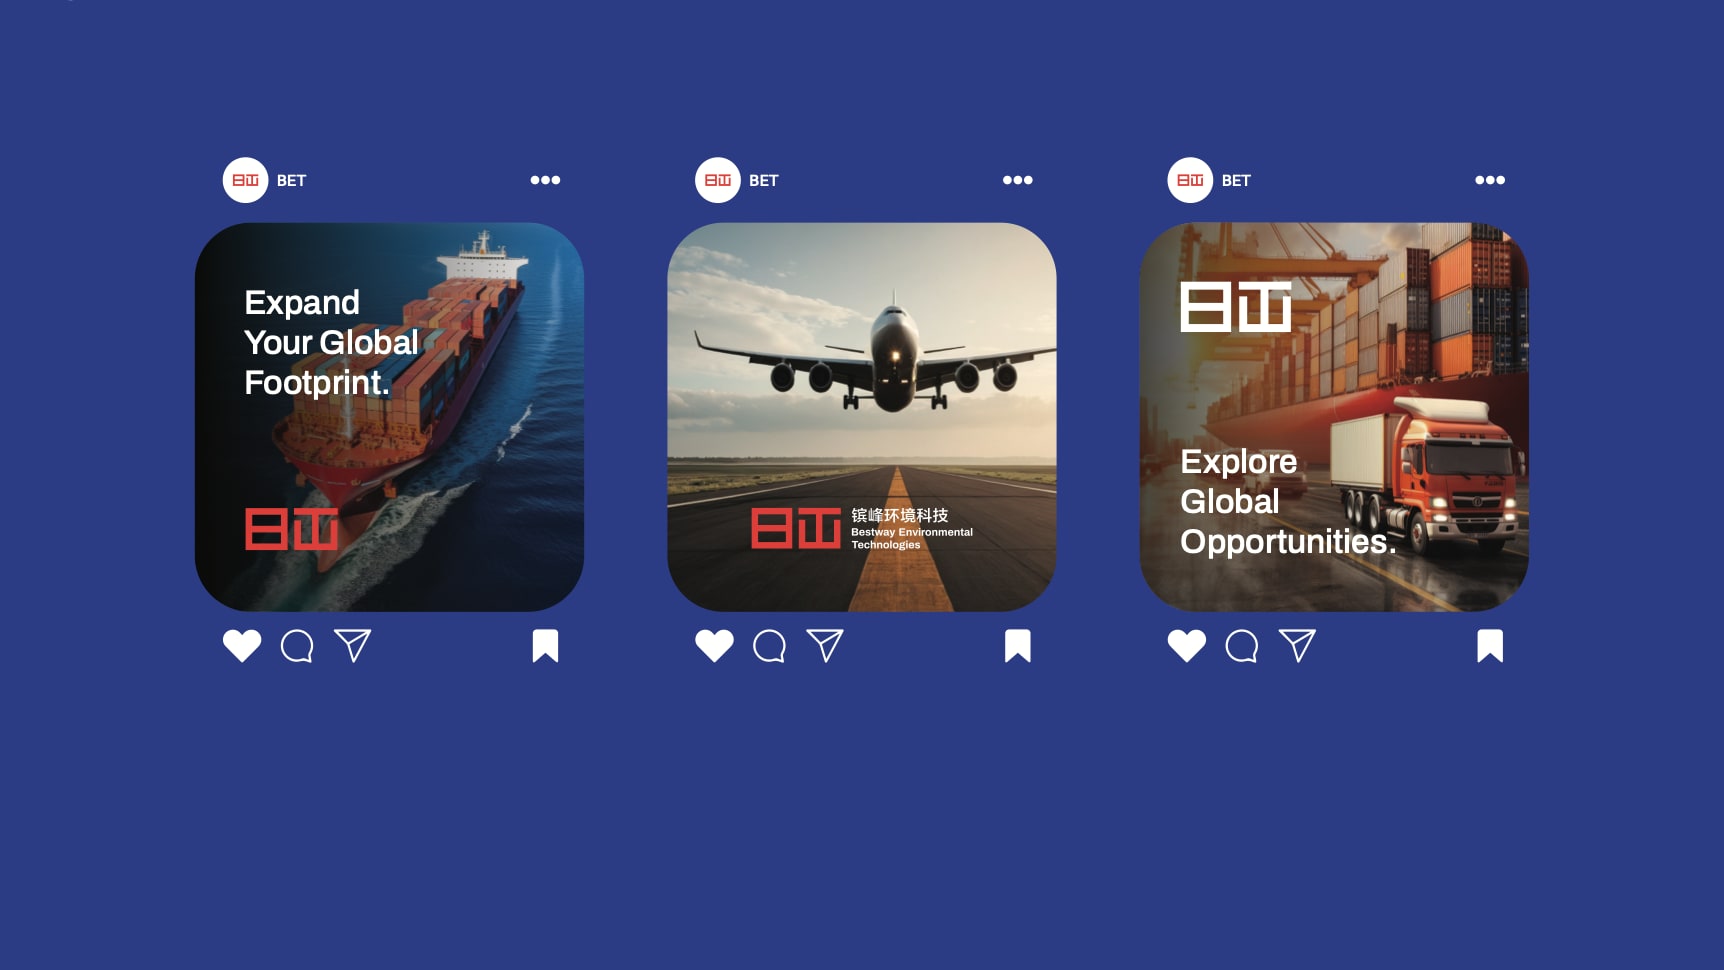 BET
Expand
Your Global
Footprint.
BET
镔峰环境科技
Bestway Environmental
Technologies
BET
Explore
Global
Opportunities.